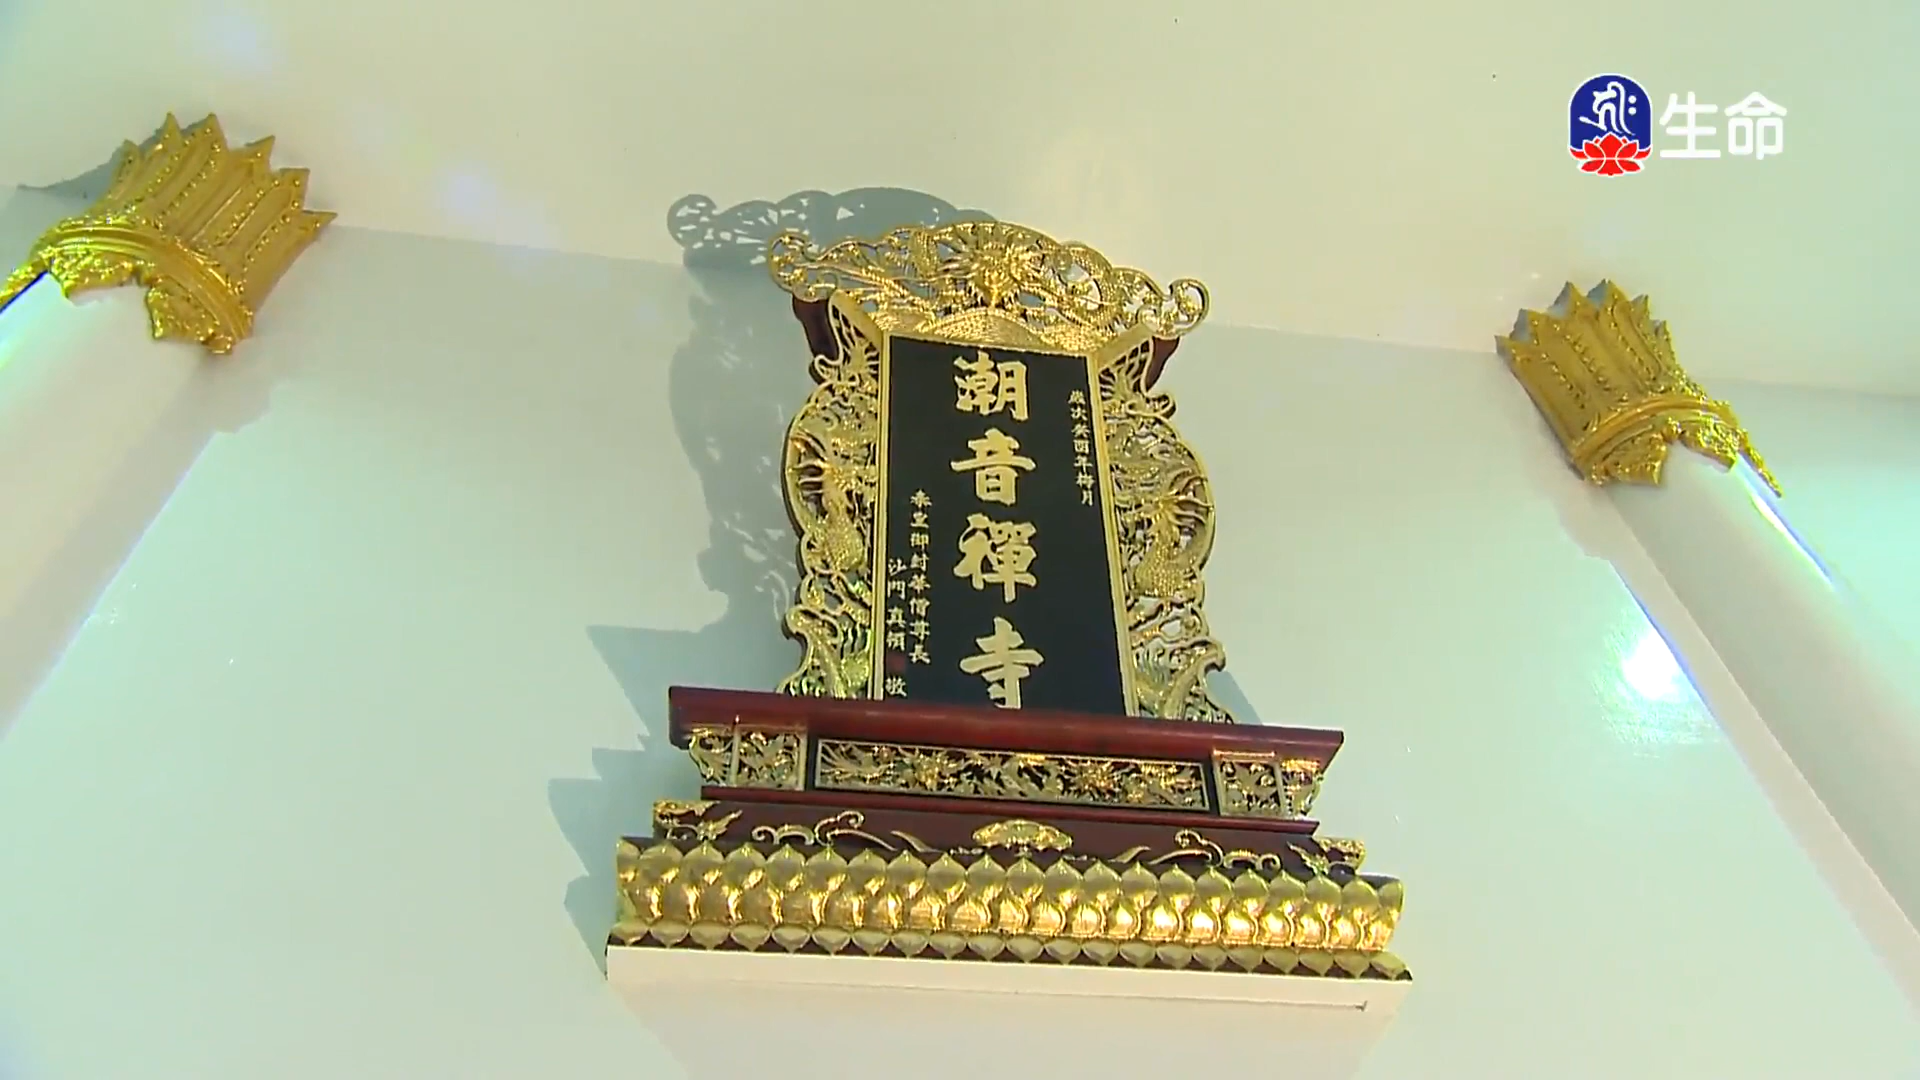 生命
歲次癸酉年梅月
潮音禪寺
泰皇御封華僧尊長
沙門真頓
敬